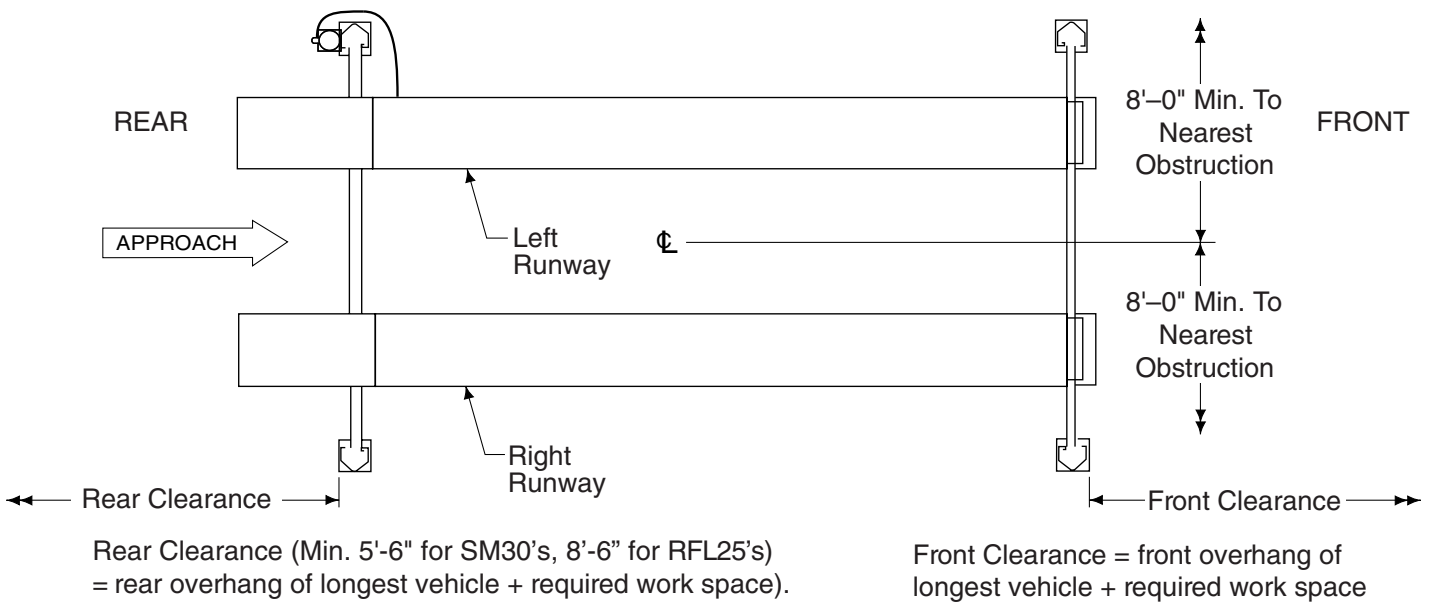 REAR
8'–0" Min. To
Nearest
Obstruction
FRONT
APPROACH
Left
Runway
℄
8'–0" Min. To
Nearest
Obstruction
Right
Runway
Rear Clearance
Front Clearance
Rear Clearance (Min. 5'-6" for SM30's, 8'-6” for RFL25's)
= rear overhang of longest vehicle + required work space).
Front Clearance = front overhang of
longest vehicle + required work space